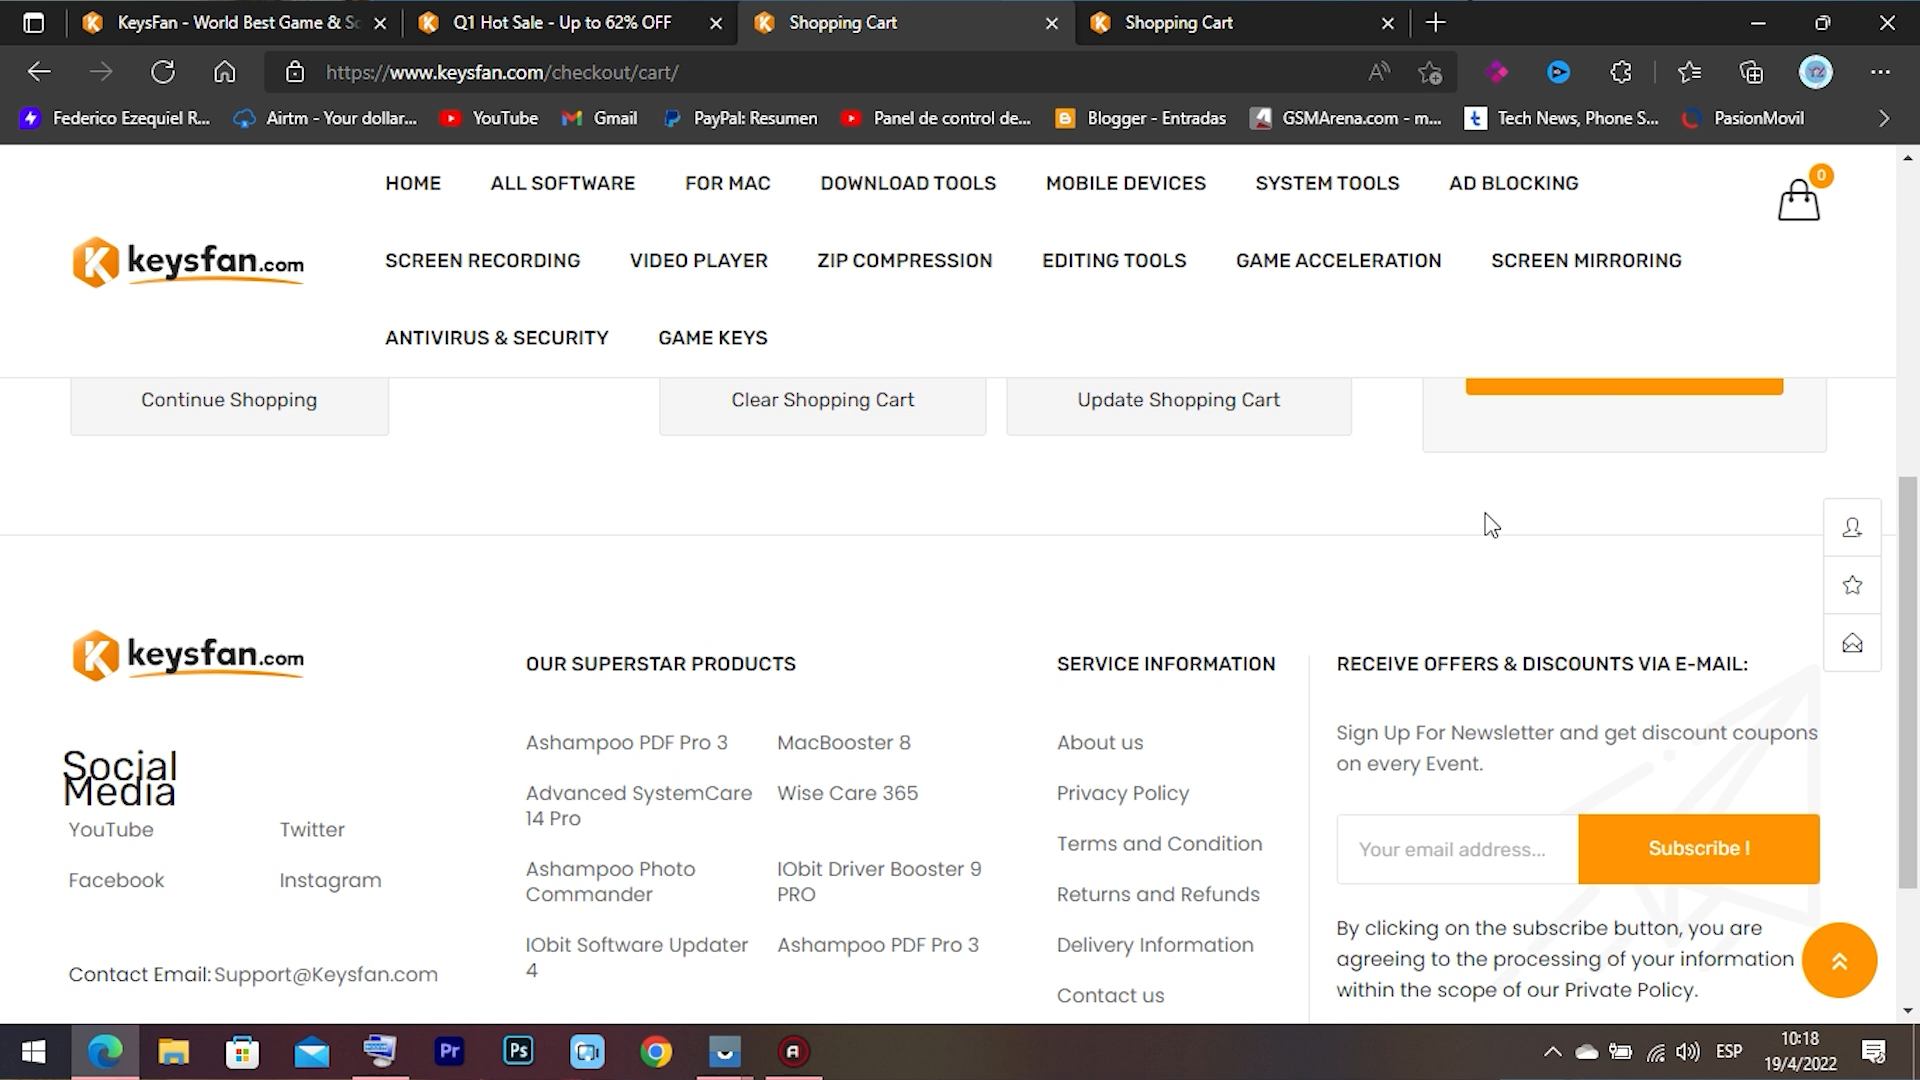 KeysFan - World Best Game & So
Q1 Hot Sale - Up to 62% OFF
Shopping Cart
Shopping Cart
https://www.keysfan.com/checkout/cart/
Federico Ezequiel R...
Airtm - Your dollar...
YouTube
Gmail
PayPal: Resumen
Panel de control de...
Blogger - Entradas
GSMArena.com - m...
Tech News, Phone S...
PasionMovil
HOME
ALL SOFTWARE
FOR MAC
DOWNLOAD TOOLS
MOBILE DEVICES
SYSTEM TOOLS
AD BLOCKING
0
keysfan.com
SCREEN RECORDING
VIDEO PLAYER
ZIP COMPRESSION
EDITING TOOLS
GAME ACCELERATION
SCREEN MIRRORING
ANTIVIRUS & SECURITY
GAME KEYS
Continue Shopping
Clear Shopping Cart
Update Shopping Cart
keysfan.com
Social
Media
YouTube
Twitter
Facebook
Instagram
Contact Email: Support@Keysfan.com
OUR SUPERSTAR PRODUCTS
Ashampoo PDF Pro 3
MacBooster 8
Advanced SystemCare
14 Pro
Wise Care 365
Ashampoo Photo
Commander
IObit Driver Booster 9
PRO
IObit Software Updater
4
Ashampoo PDF Pro 3
SERVICE INFORMATION
About us
Privacy Policy
Terms and Condition
Returns and Refunds
Delivery Information
Contact us
RECEIVE OFFERS & DISCOUNTS VIA E-MAIL:
Sign Up For Newsletter and get discount coupons
on every Event.
Your email address...
Subscribe !
By clicking on the subscribe button, you are
agreeing to the processing of your information
within the scope of our Private Policy.
Pr
Ps
ESP
10:18
19/4/2022